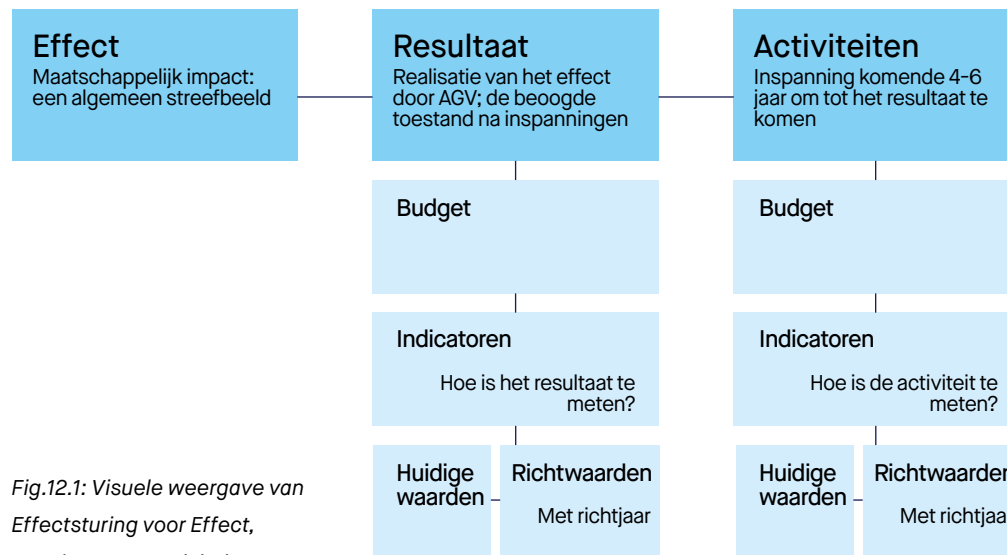 Effect
Maatschappelijk impact:
een algemeen streefbeeld
Resultaat
Realisatie van het effect
door AGV; de beoogde
toestand na inspanningen
Activiteiten
Inspanning komende 4-6
jaar om tot het resultaat te
komen
Budget
Budget
Indicatoren
Hoe is het resultaat te
meten?
Indicatoren
Hoe is de activiteit te
meten?
Huidige
waarden
Richtwaarden
Met richtjaar
Huidige
waarden
Richtwaarden
Met richtjaa
Fig.12.1: Visuele weergave van
Effectsturing voor Effect,